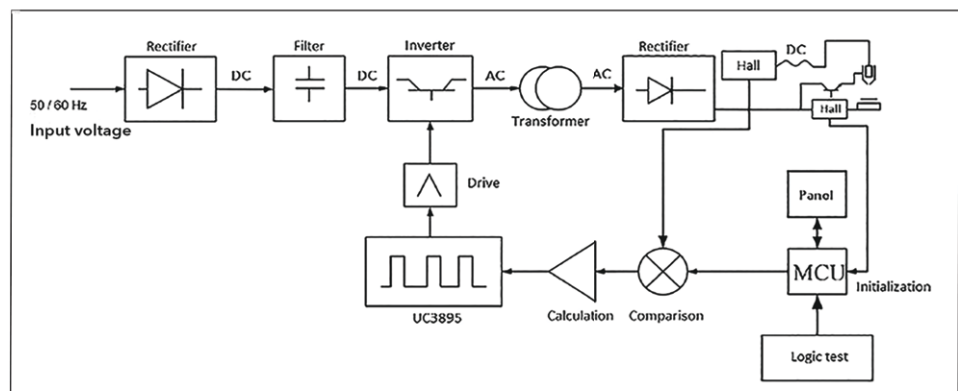 Rectifier
Filter
Inverter
Rectifier
Hall
DC
DC
DC
AC
AC
50 / 60 Hz
Input voltage
Transformer
Hall
Drive
Panol
MCU
Initialization
UC3895
Calculation
Comparison
Logic test